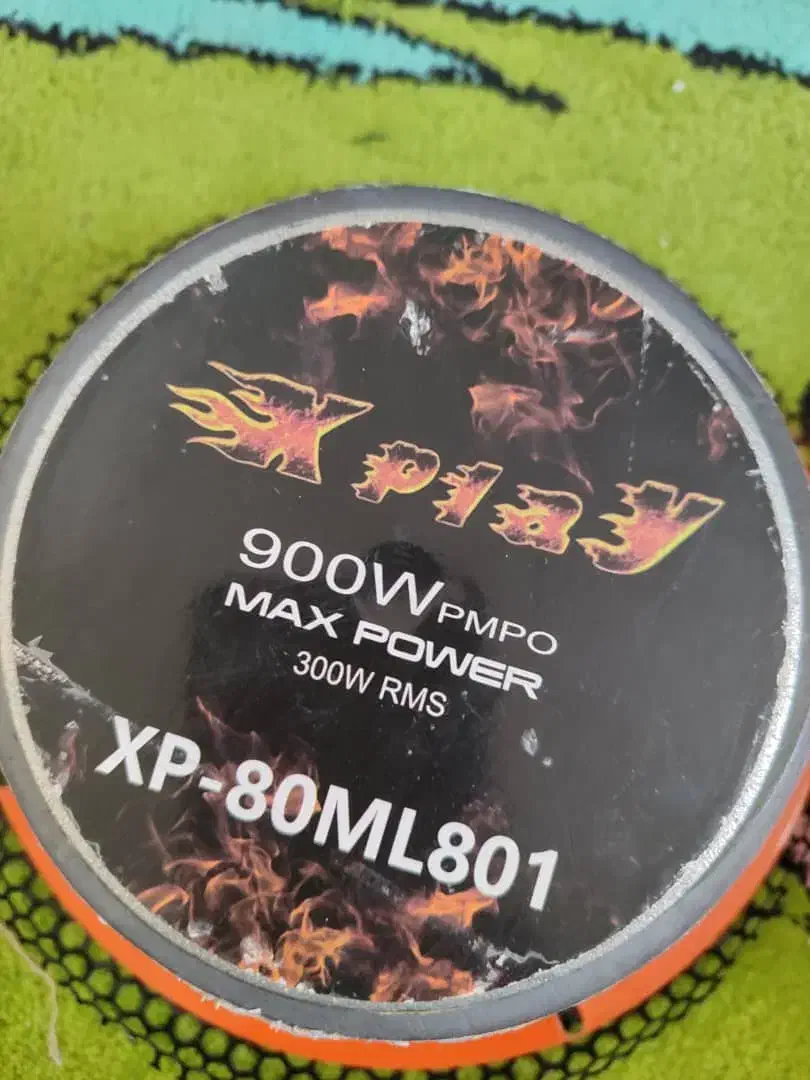 Xplay
900W PMPO
MAX POWER
300W RMS
XP-80ML801